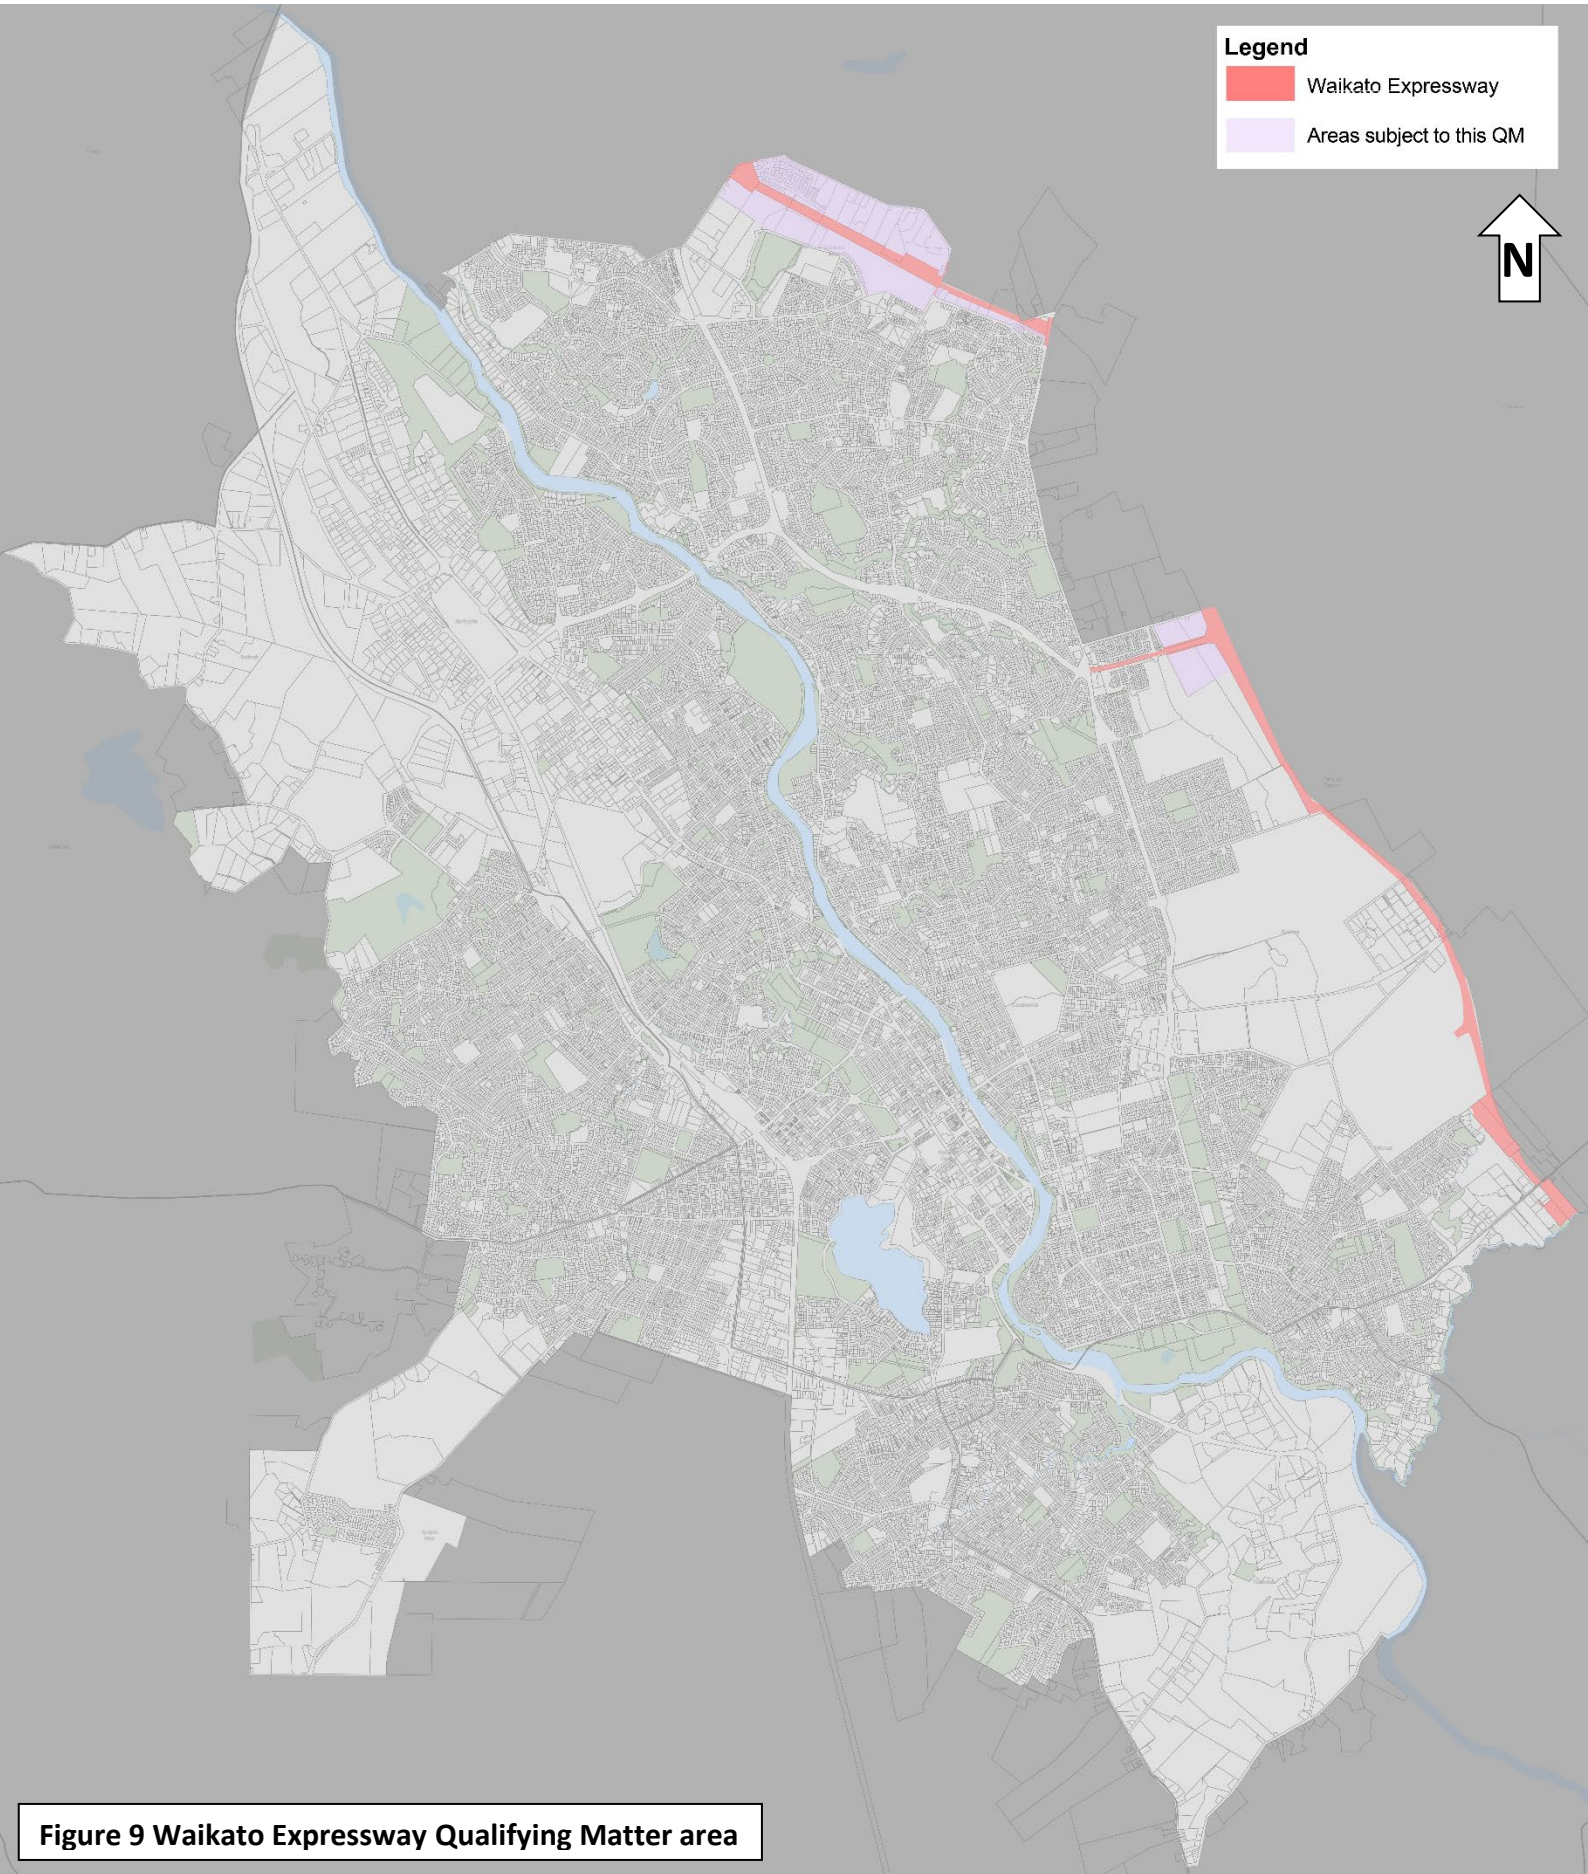 Legend
Waikato Expressway
Areas subject to this QM
N
Figure 9 Waikato Expressway Qualifying Matter area